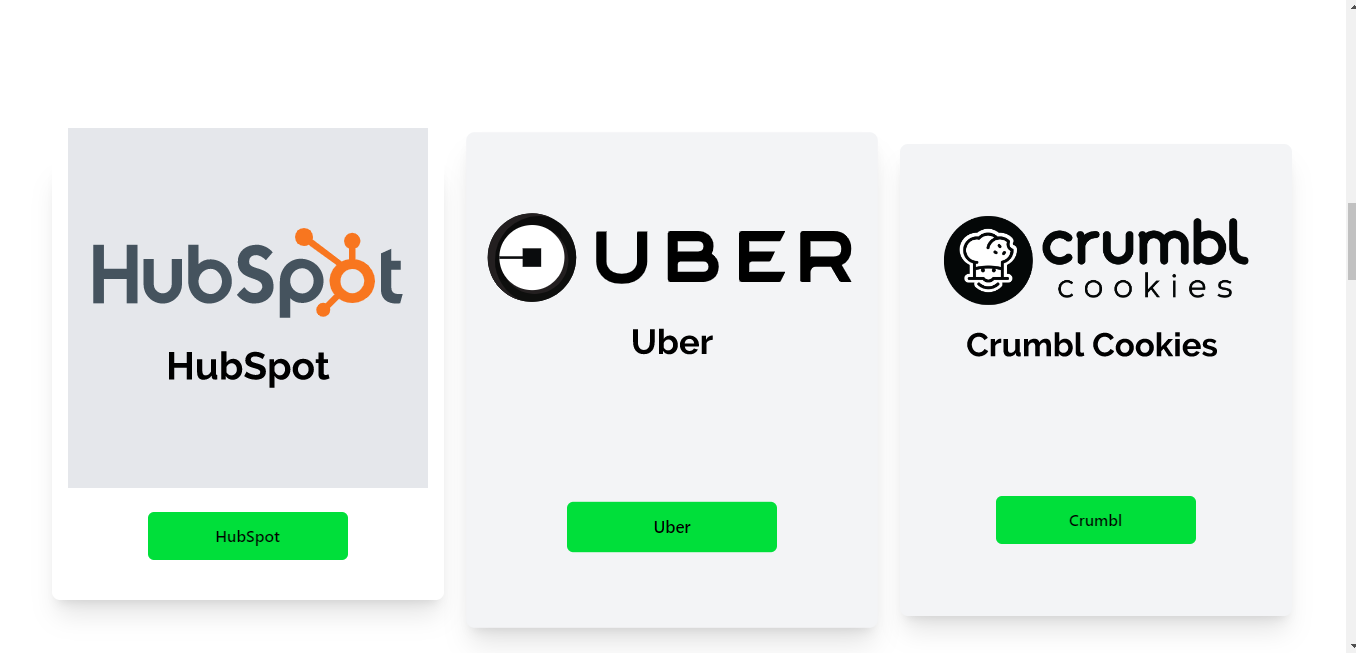 HubSpot
HubSpot
HubSpot
UBER
Uber
Uber
crumbl
cookies
Crumbl Cookies
Crumbl